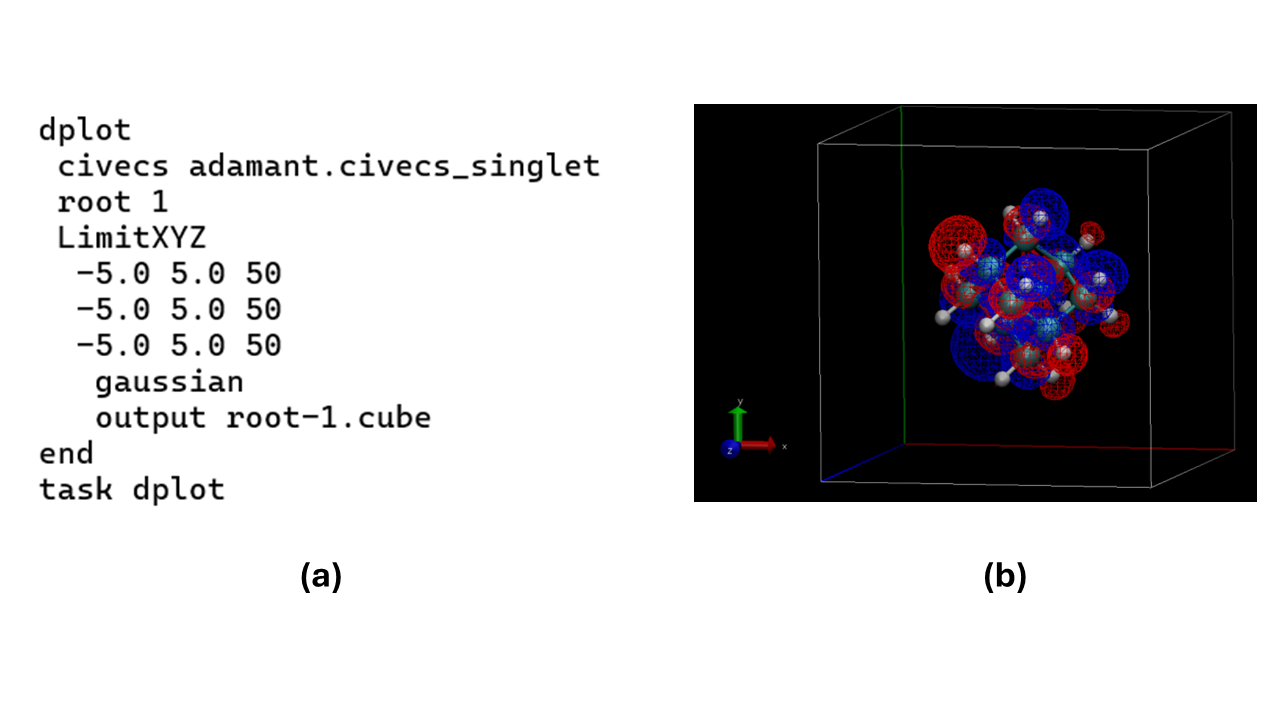 dplot
civecs adamant.civecs_singlet
root 1
LimitXYZ
−5.0 5.0 50
−5.0 5.0 50
−5.0 5.0 50
gaussian
output root−1.cube
end
task dplot
(a)
y
z
x
(b)